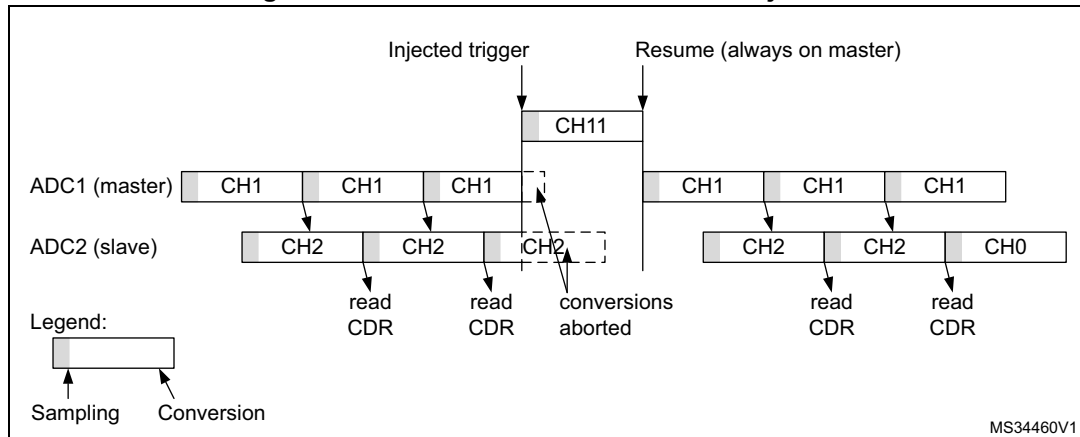 Injected trigger
Resume (always on master)
CH11
ADC1 (master)
CH1
CH1
CH1
CH1
CH1
CH1
ADC2 (slave)
CH2
CH2
CH2
CH2
CH2
CH0
read
CDR
read
CDR
conversions
aborted
read
CDR
read
CDR
Legend:
Sampling
Conversion
MS34460V1